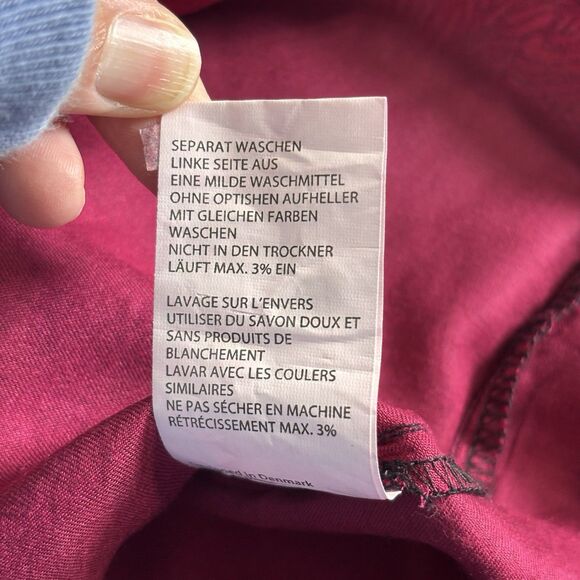 SEPARAT WASCHEN
LINKE SEITE AUS
EINE MILDE WASCHMITTEL
OHNE OPTISHEN AUFHELLER
MIT GLEICHEN FARBEN
WASCHEN
NICHT IN DEN TROCKNER
LÄUFT MAX. 3% EIN
LAVAGE SUR L'ENVERS
UTILISER DU SAVON DOUX ET
SANS PRODUITS DE
BLANCHEMENT
LAVAR AVEC LES COULERS
SIMILAIRES
NE PAS SÉCHER EN MACHINE
RÉTRÉCISSEMENT MAX. 3%
in Denmark